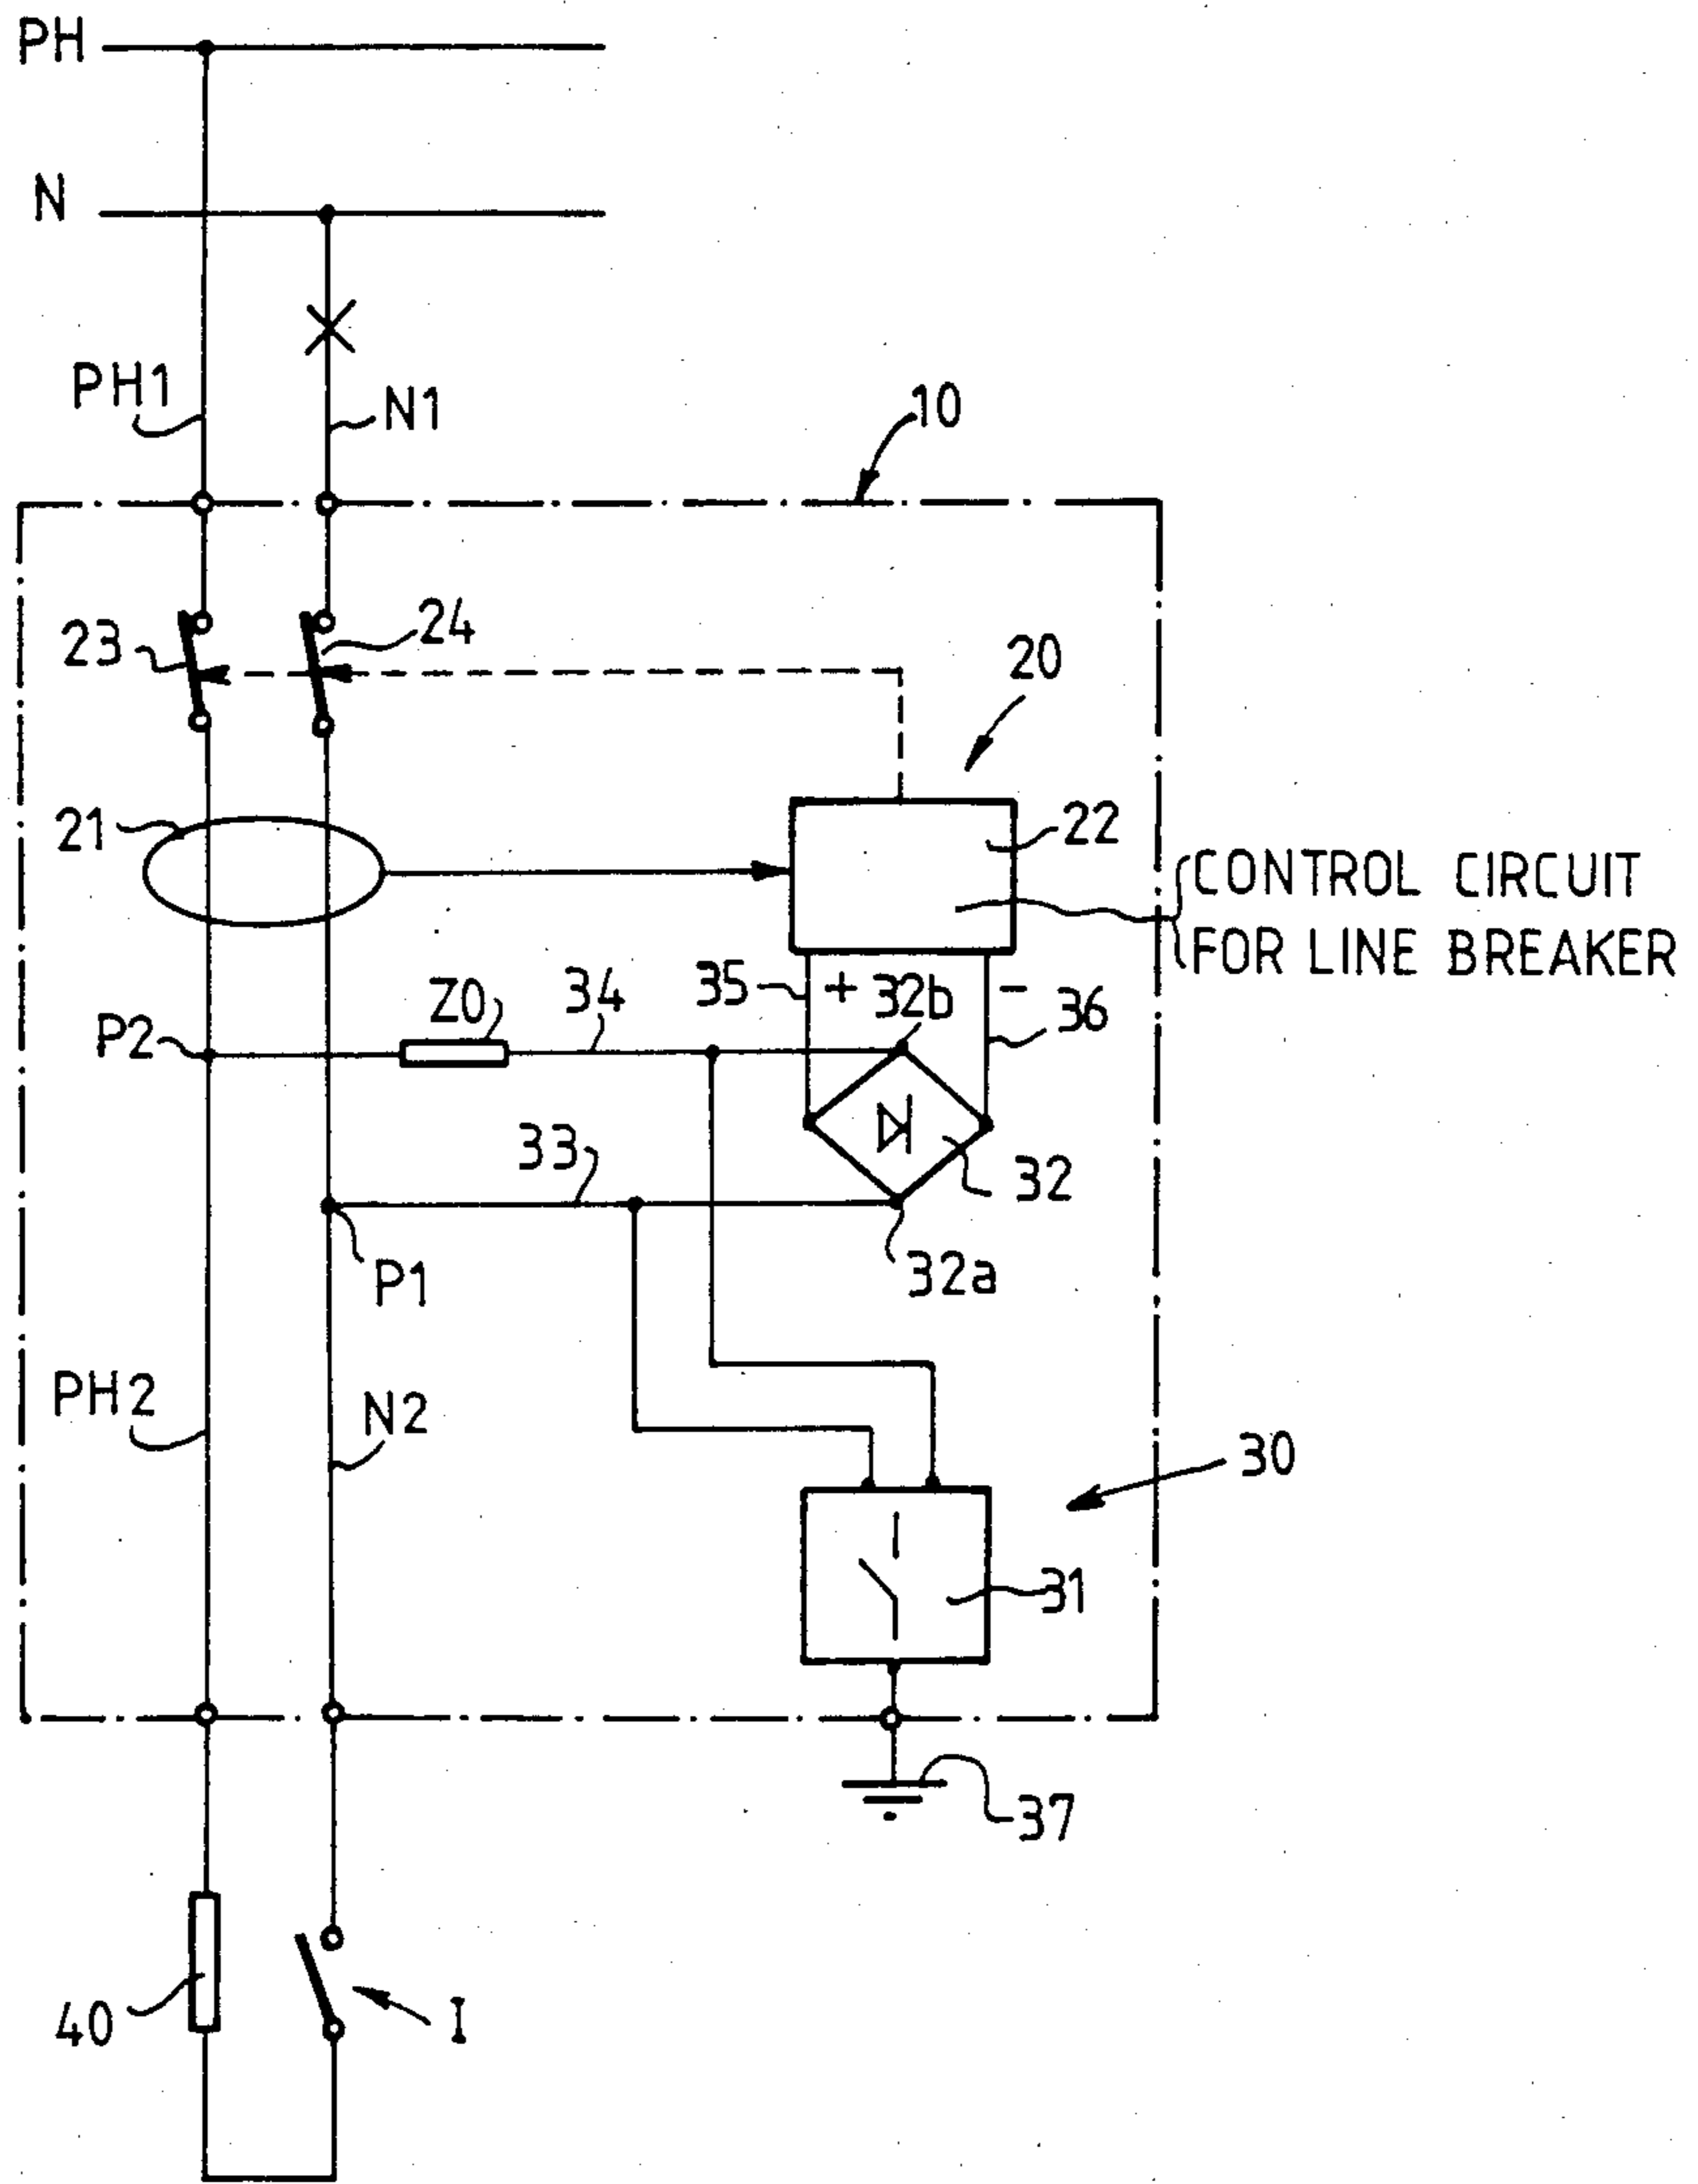 PH
N
PH1
N1
10
23
24
20
21
22
CONTROL CIRCUIT
FOR LINE BREAKER
35
+
32b
-
36
Z0
34
P2
33
32
P1
32a
PH2
N2
30
31
37
40
I